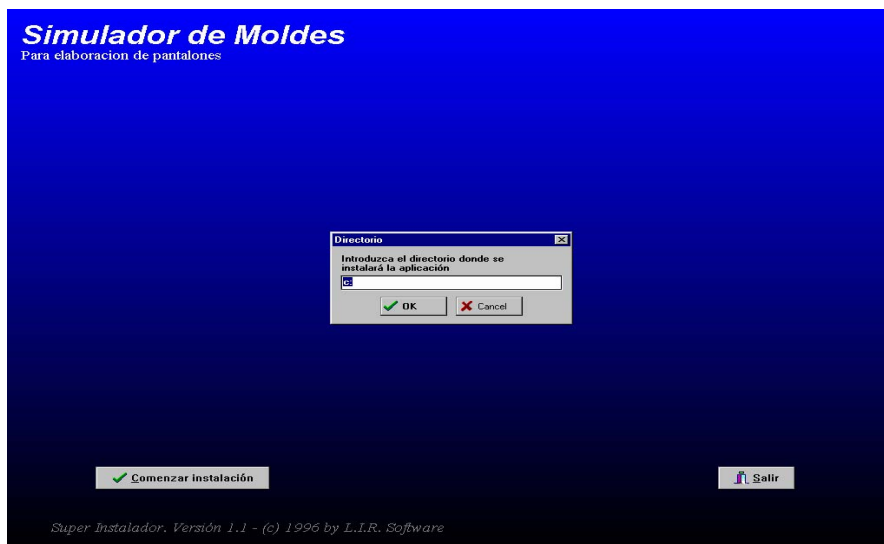 Simulador de Moldes
Para elaboracion de pantalones
Directorio
Introduzca el directorio donde se
instalará la aplicación
c:
OK Cancel
Comenzar instalación Salir
Super Instalador. Versión 1.1 - (c) 1996 by L.I.R. Software